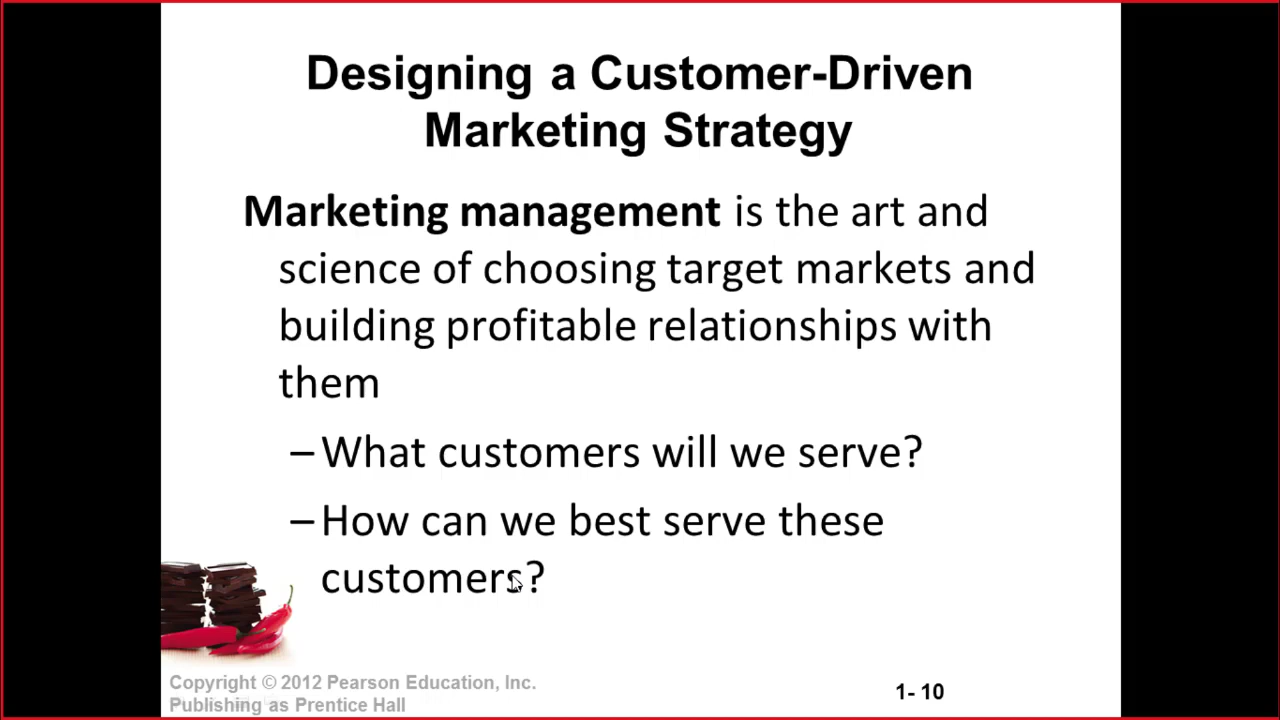 Designing a Customer-Driven
Marketing Strategy
Marketing management is the art and
science of choosing target markets and
building profitable relationships with
them
–What customers will we serve?
–How can we best serve these
customers?
Copyright © 2012 Pearson Education, Inc.
Publishing as Prentice Hall
1- 10